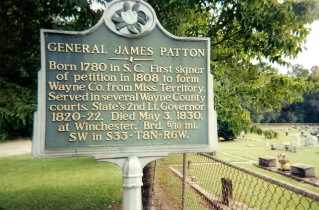 GENERAL JAMES PATTON
Born 1780 in S.C. First signer
of petition in 1808 to form
Wayne Co. from Miss. Territory.
Served in several Wayne County
courts. State's 2nd Lt. Governor
1820-22. Died May 3, 1830,
at Winchester. Brd. 6/10 mi.
SW in S33-T8N-R6W.